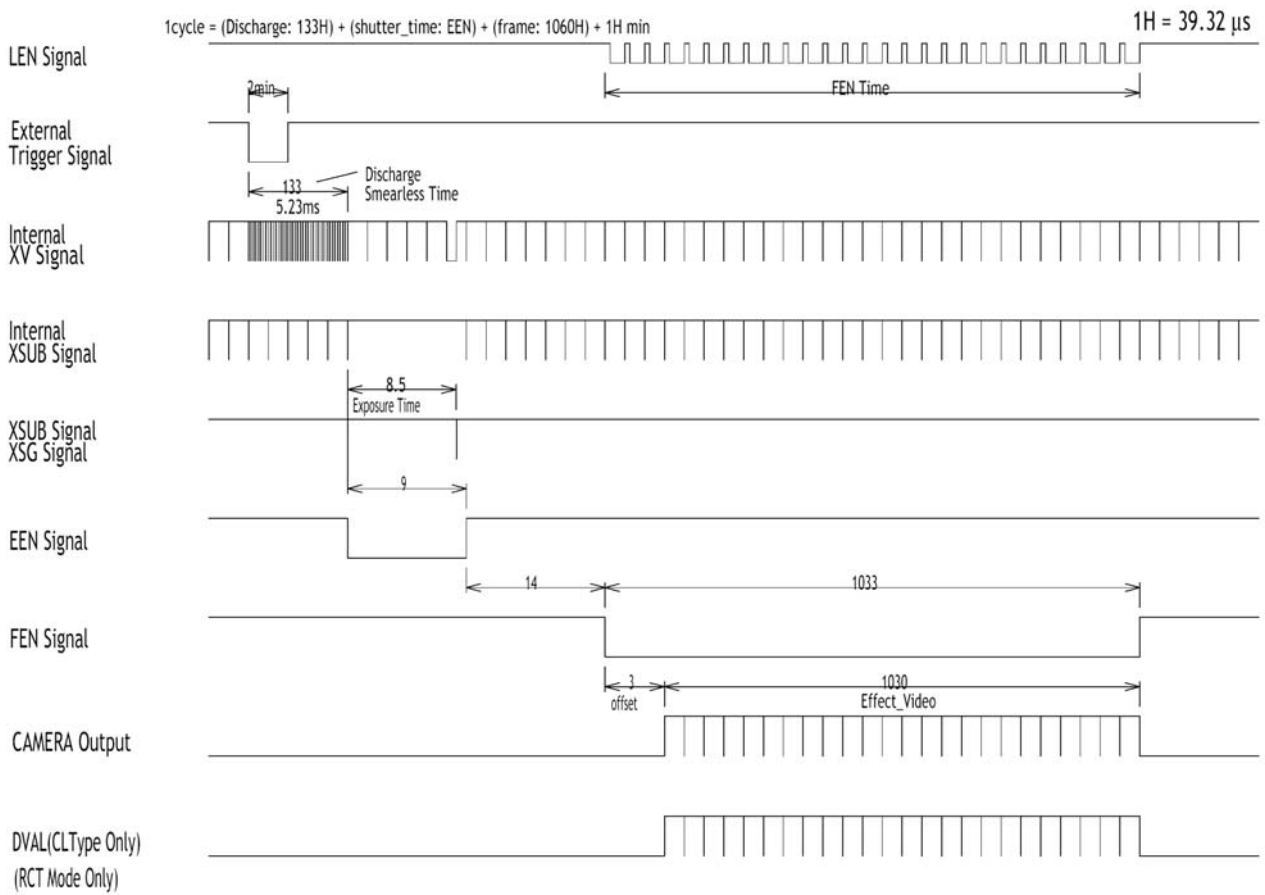 1cycle = (Discharge: 133H) + (shutter_time: EEN) + (frame: 1060H) + 1H min
1H = 39.32 µs
LEN Signal
2min
FEN Time
External
Trigger Signal
Discharge
Smearless Time
133
5.23ms
Internal
XV Signal
Internal
XSUB Signal
8.5
Exposure Time
XSUB Signal
XSG Signal
9
EEN Signal
14
1033
FEN Signal
3
offset
1030
Effect_Video
CAMERA Output
DVAL(CLType Only)
(RCT Mode Only)